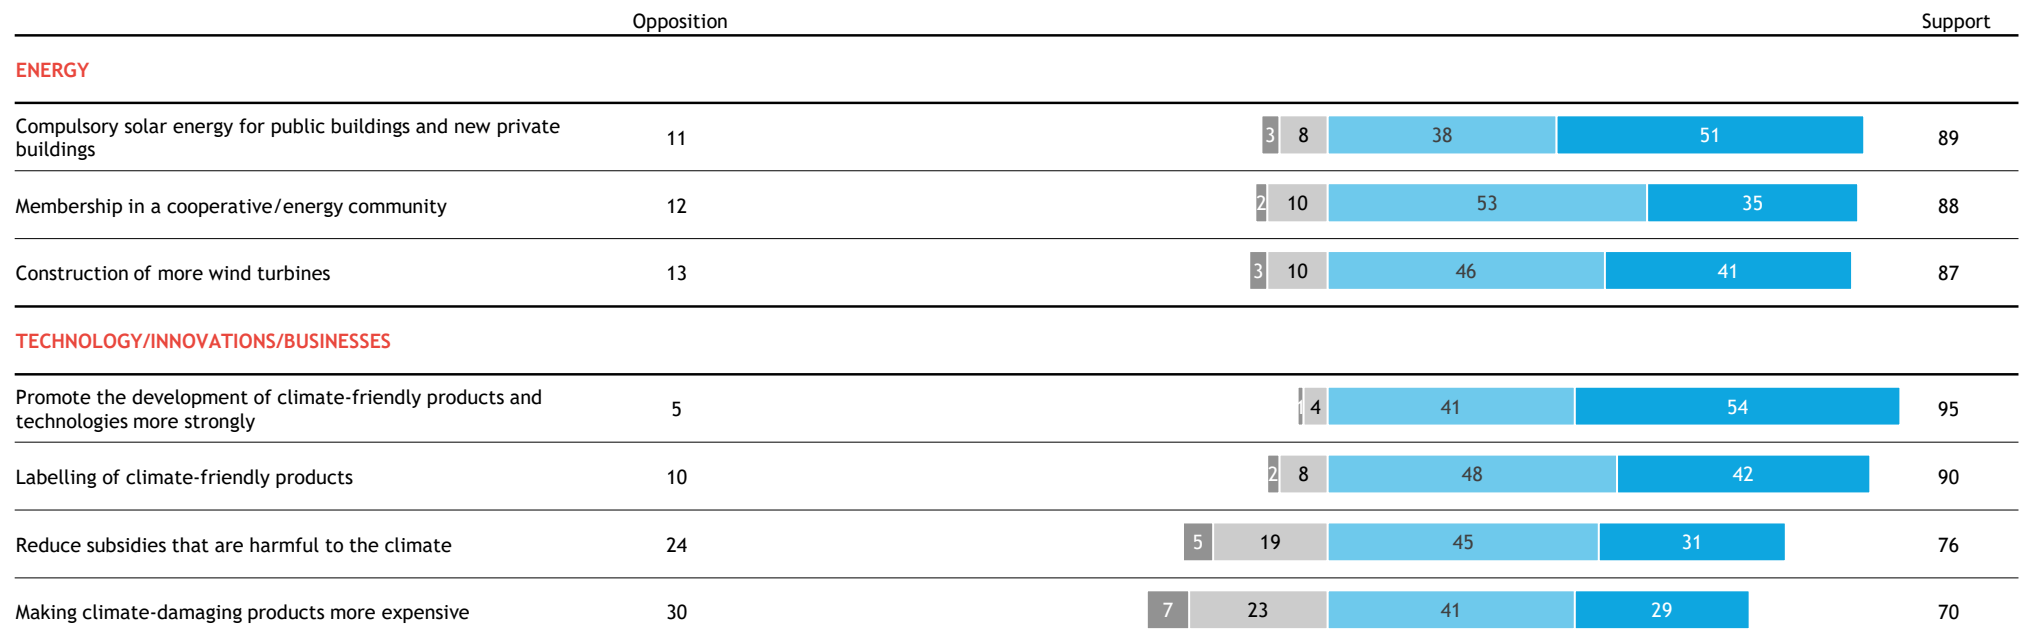 Opposition Support
ENERGY
Compulsory solar energy for public buildings and new private
buildings
11 3 8 38 51 89
Membership in a cooperative/energy community 12 2 10 53 35 88
Construction of more wind turbines 13 3 10 46 41 87
TECHNOLOGY/INNOVATIONS/BUSINESSES
Promote the development of climate-friendly products and
technologies more strongly
5 1 4 41 54 95
Labelling of climate-friendly products 10 2 8 48 42 90
Reduce subsidies that are harmful to the climate 24 5 19 45 31 76
Making climate-damaging products more expensive 30 7 23 41 29 70